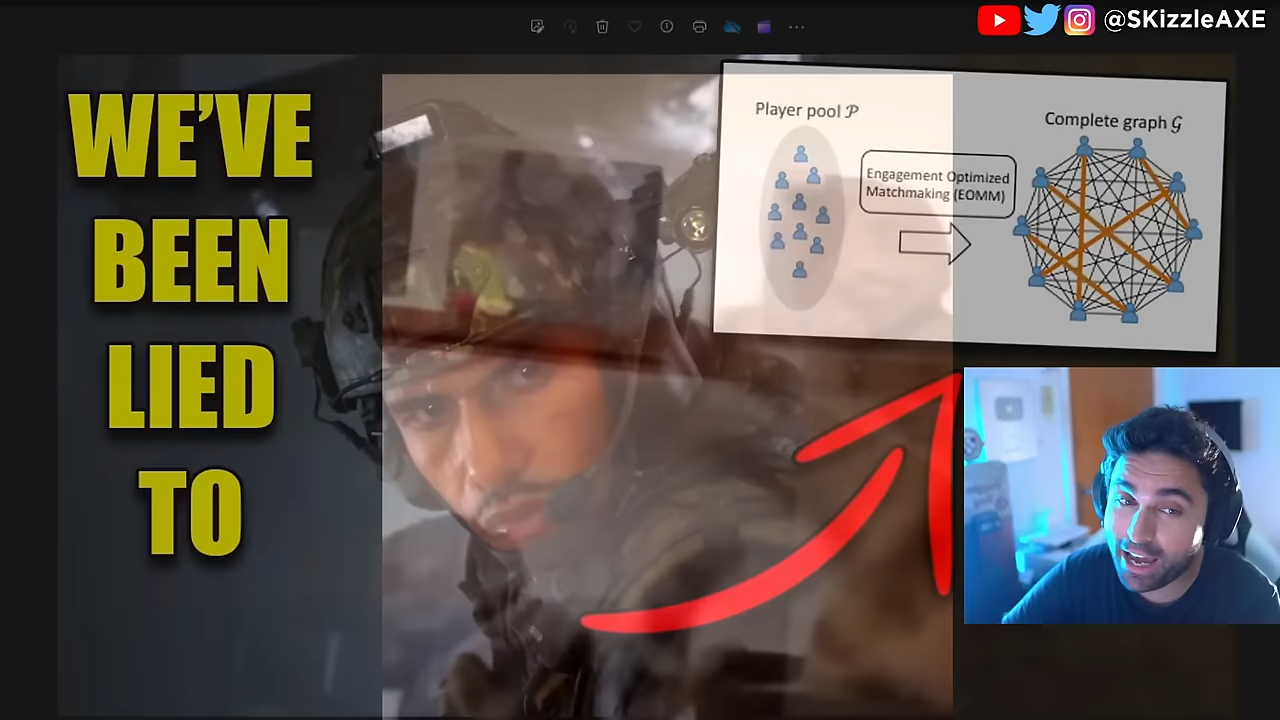 @SKizzleAXE
WE'VE
BEEN
LIED
TO
Player pool 𝒫
Engagement Optimized
Matchmaking (EOMM)
Complete graph 𝒢